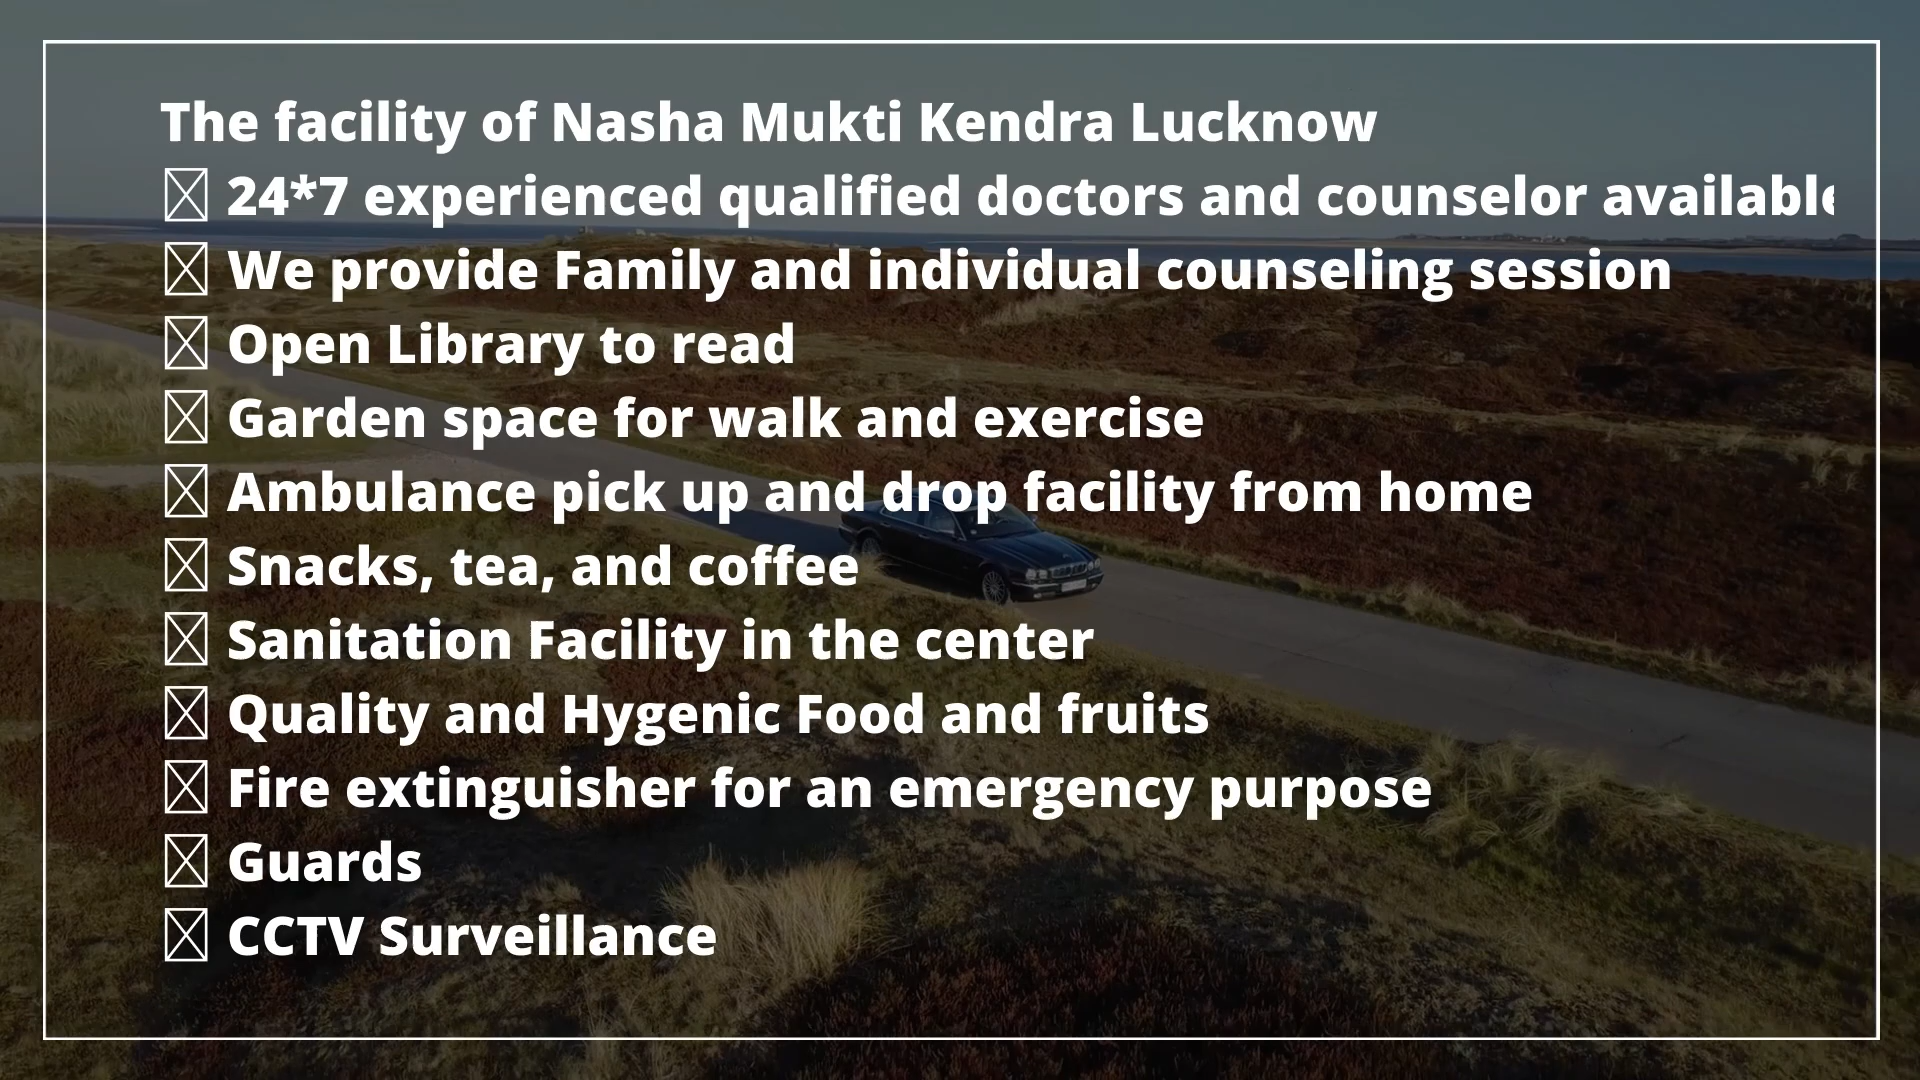 The facility of Nasha Mukti Kendra Lucknow
24*7 experienced qualified doctors and counselor available
We provide Family and individual counseling session
Open Library to read
Garden space for walk and exercise
Ambulance pick up and drop facility from home
Snacks, tea, and coffee
Sanitation Facility in the center
Quality and Hygenic Food and fruits
Fire extinguisher for an emergency purpose
Guards
CCTV Surveillance